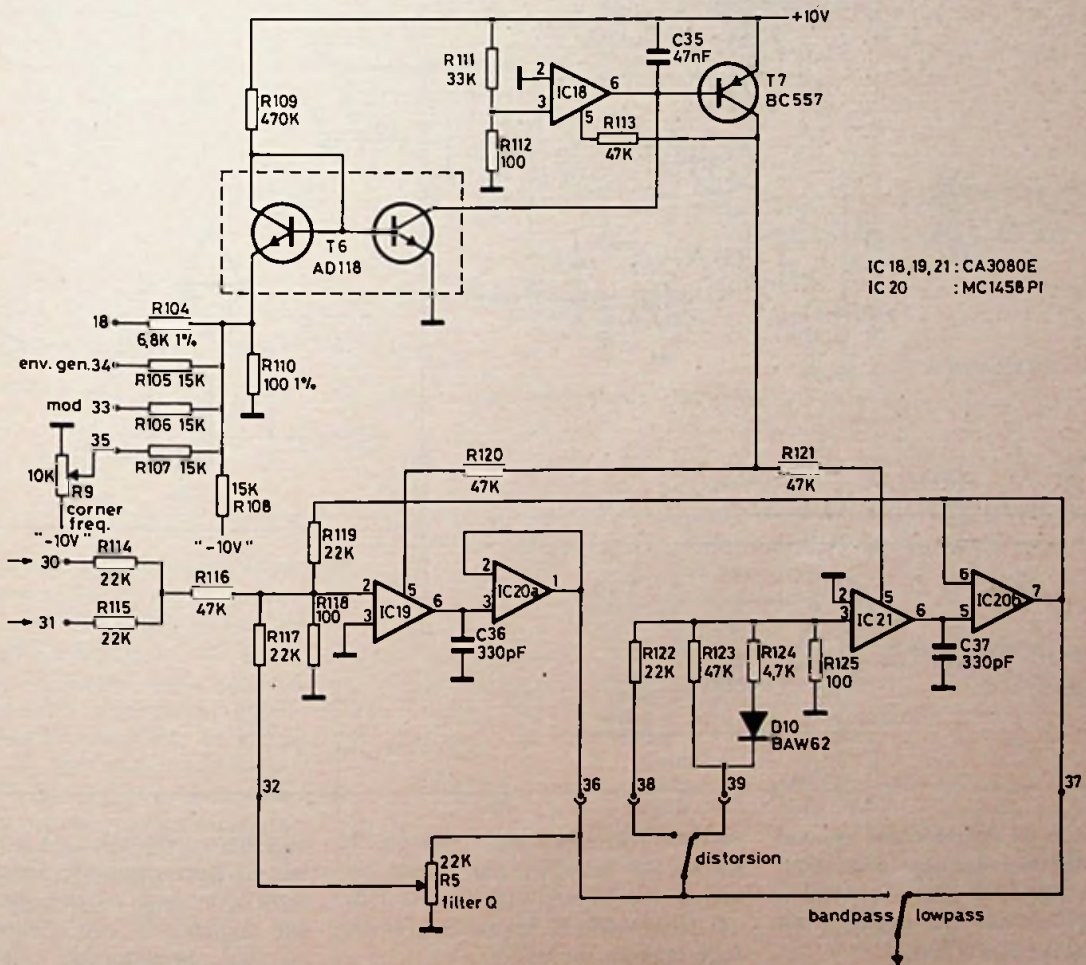 +10V
C35
47nF
R111
33K
2
6
IC18
3
5
T7
BC557
R109
470K
R113
47K
R112
100
T6
AD118
IC 18,19,21 : CA3080E
IC 20 : MC1458 PI
18
R104
6,8K 1%
env. gen. 34
R105 15K
R110
100 1%
mod 33
R106 15K
35
R107 15K
10K
R9
corner
freq.
"-10V"
15K
R108
"-10V"
R120
47K
R121
47K
R119
22K
30
R114
22K
R116
47K
31
R115
22K
2
5
IC19
6
3
R118
100
R117
22K
2
1
IC20a
3
C36
330pF
2
5
3
IC 21
6
6
7
IC20b
5
C37
330pF
R122
22K
R123
47K
R124
4,7K
R125
100
D10
BAW62
32
36
38
39
37
22K
R5
filter Q
distorsion
bandpass
lowpass